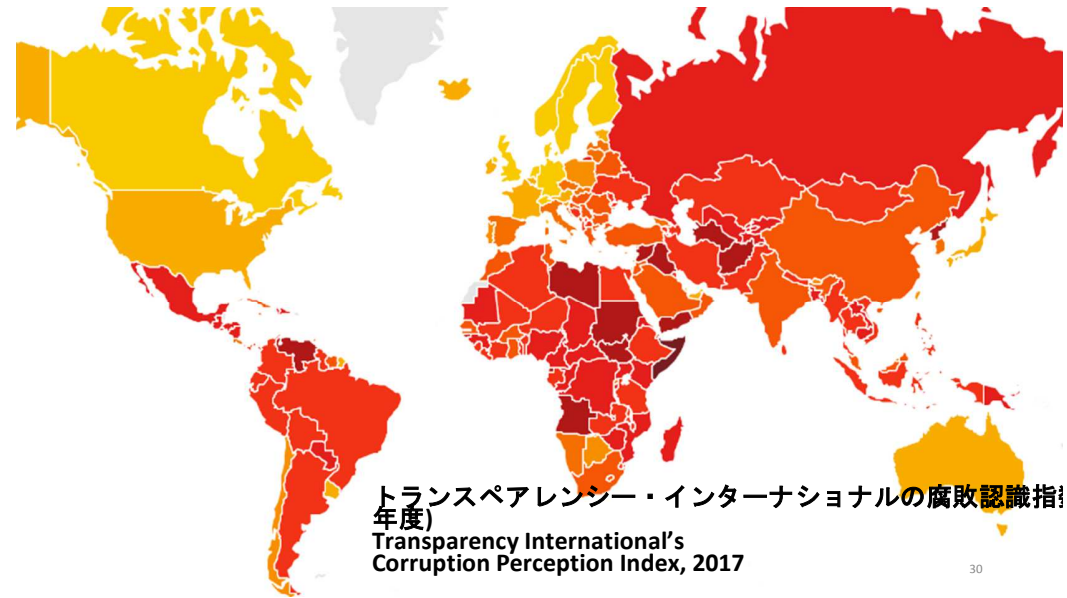 トランスペアレンシー・インターナショナルの腐敗認識指
年度)
Transparency International’s
Corruption Perception Index, 2017
30